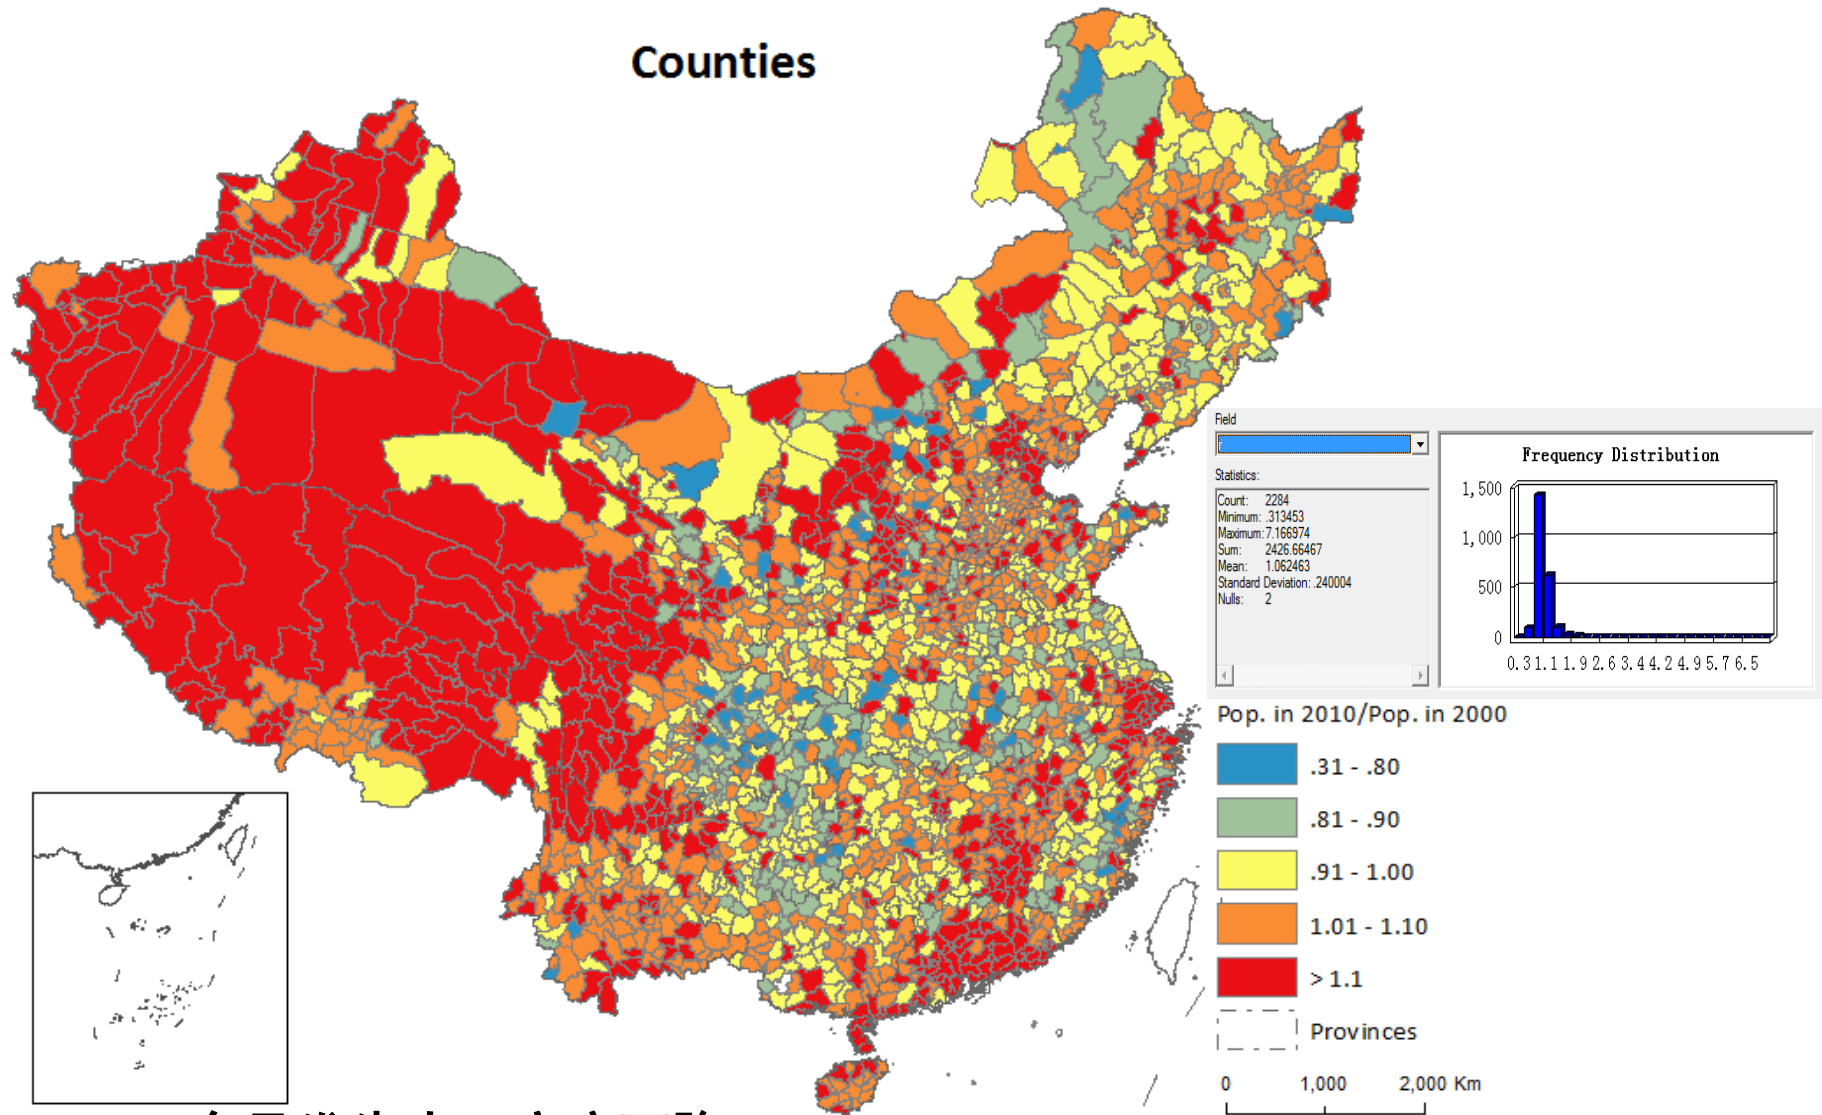 Counties
Field
Statistics:
Count: 2284
Minimum: .313453
Maximum: 7.166974
Sum: 2426.66467
Mean: 1.062463
Standard Deviation: .240004
Nulls: 2
Frequency Distribution
1,500
1,000
500
0
0.3 1.1 1.9 2.6 3.4 4.2 4.9 5.7 6.5
Pop. in 2010/Pop. in 2000
.31 - .80
.81 - .90
.91 - 1.00
1.01 - 1.10
> 1.1
Provinces
0 1,000 2,000 Km